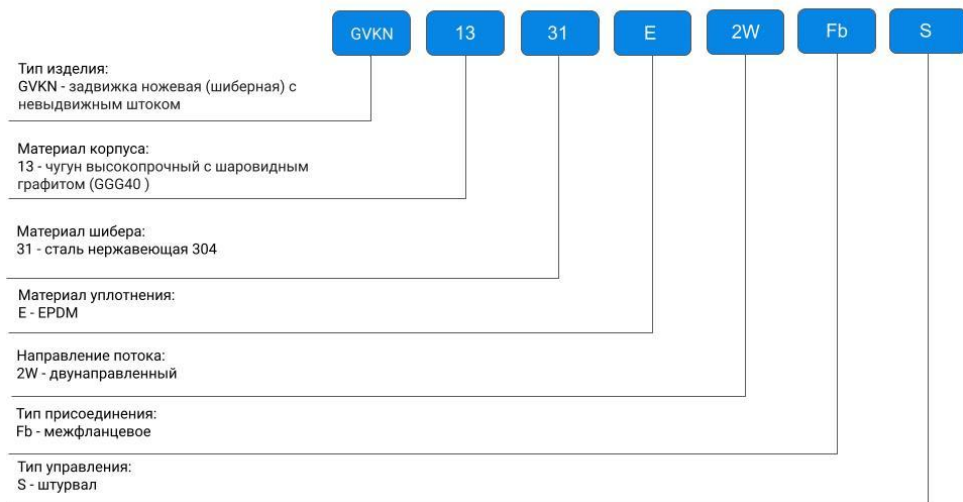 GVKN 13 31 E 2W Fb S
Тип изделия:
GVKN - задвижка ножевая (шиберная) с
невыдвижным штоком
Материал корпуса:
13 - чугун высокопрочный с шаровидным
графитом (GGG40 )
Материал шибера:
31 - сталь нержавеющая 304
Материал уплотнения:
E - EPDM
Направление потока:
2W - двунаправленный
Тип присоединения:
Fb - межфланцевое
Тип управления:
S - штурвал